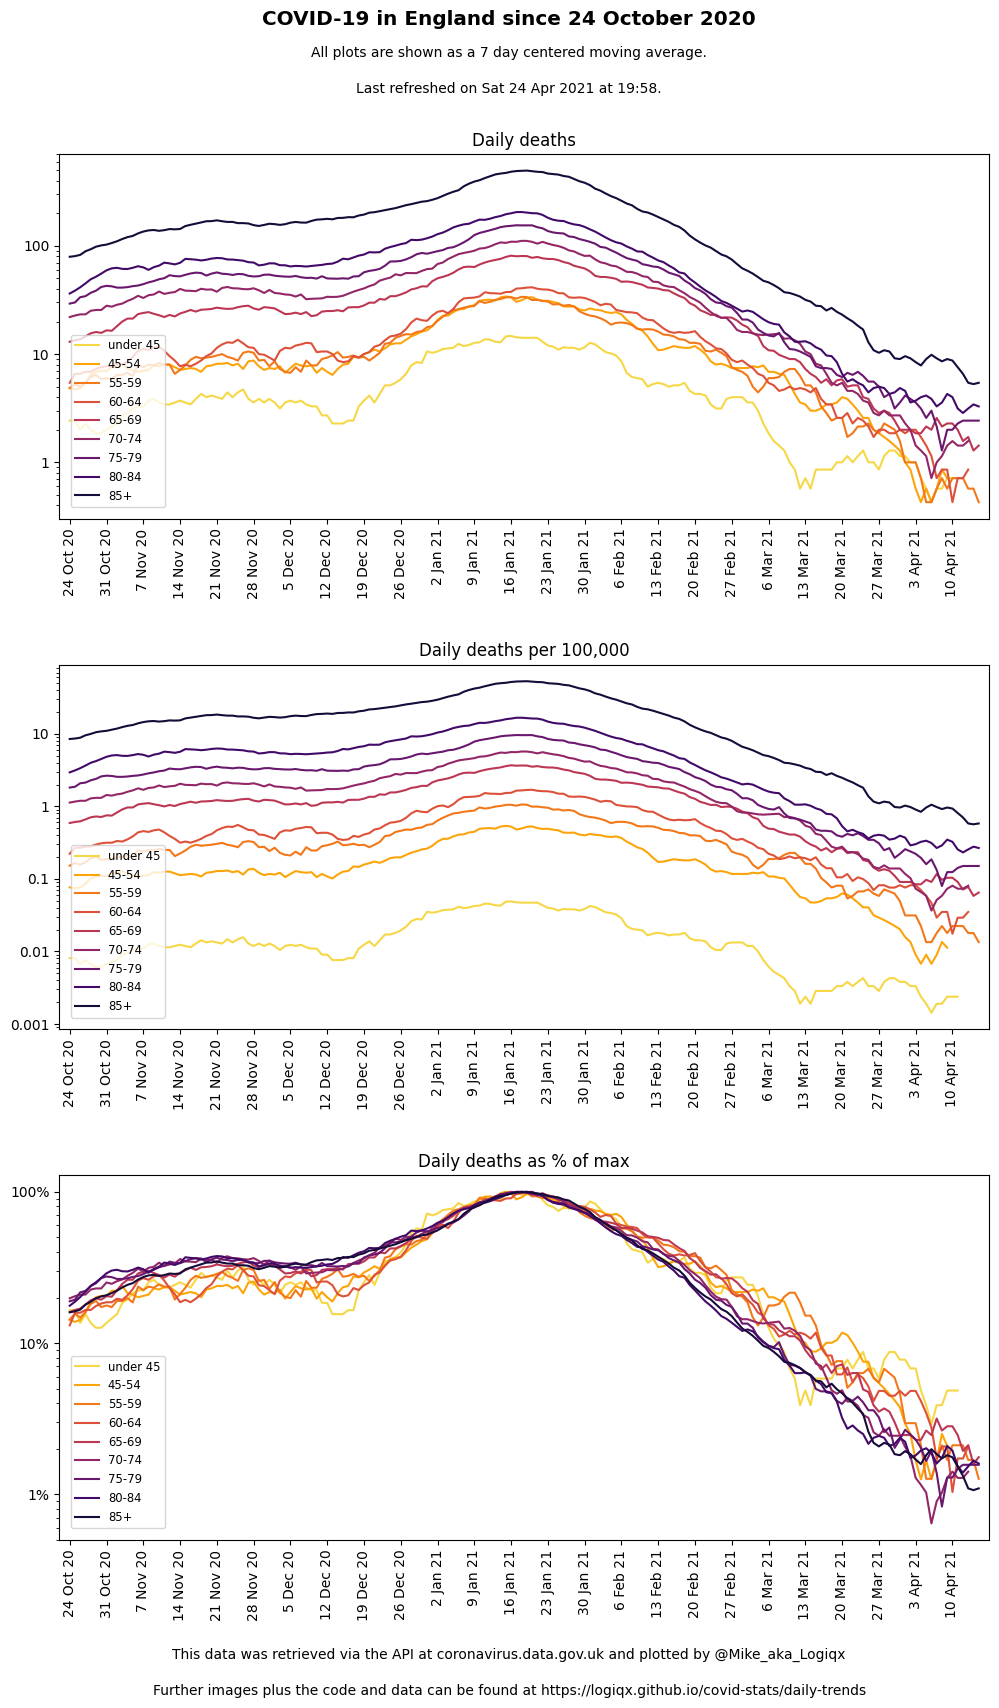 COVID-19 in England since 24 October 2020
All plots are shown as a 7 day centered moving average.
Last refreshed on Sat 24 Apr 2021 at 19:58.
Daily deaths
100
10
1
under 45
45-54
55-59
60-64
65-69
70-74
75-79
80-84
85+
24 Oct 20
31 Oct 20
7 Nov 20
14 Nov 20
21 Nov 20
28 Nov 20
5 Dec 20
12 Dec 20
19 Dec 20
26 Dec 20
2 Jan 21
9 Jan 21
16 Jan 21
23 Jan 21
30 Jan 21
6 Feb 21
13 Feb 21
20 Feb 21
27 Feb 21
6 Mar 21
13 Mar 21
20 Mar 21
27 Mar 21
3 Apr 21
10 Apr 21
Daily deaths per 100,000
10
1
0.1
0.01
0.001
under 45
45-54
55-59
60-64
65-69
70-74
75-79
80-84
85+
24 Oct 20
31 Oct 20
7 Nov 20
14 Nov 20
21 Nov 20
28 Nov 20
5 Dec 20
12 Dec 20
19 Dec 20
26 Dec 20
2 Jan 21
9 Jan 21
16 Jan 21
23 Jan 21
30 Jan 21
6 Feb 21
13 Feb 21
20 Feb 21
27 Feb 21
6 Mar 21
13 Mar 21
20 Mar 21
27 Mar 21
3 Apr 21
10 Apr 21
Daily deaths as % of max
100%
10%
1%
under 45
45-54
55-59
60-64
65-69
70-74
75-79
80-84
85+
24 Oct 20
31 Oct 20
7 Nov 20
14 Nov 20
21 Nov 20
28 Nov 20
5 Dec 20
12 Dec 20
19 Dec 20
26 Dec 20
2 Jan 21
9 Jan 21
16 Jan 21
23 Jan 21
30 Jan 21
6 Feb 21
13 Feb 21
20 Feb 21
27 Feb 21
6 Mar 21
13 Mar 21
20 Mar 21
27 Mar 21
3 Apr 21
10 Apr 21
This data was retrieved via the API at coronavirus.data.gov.uk and plotted by @Mike_aka_Logiqx
Further images plus the code and data can be found at https://logiqx.github.io/covid-stats/daily-trends